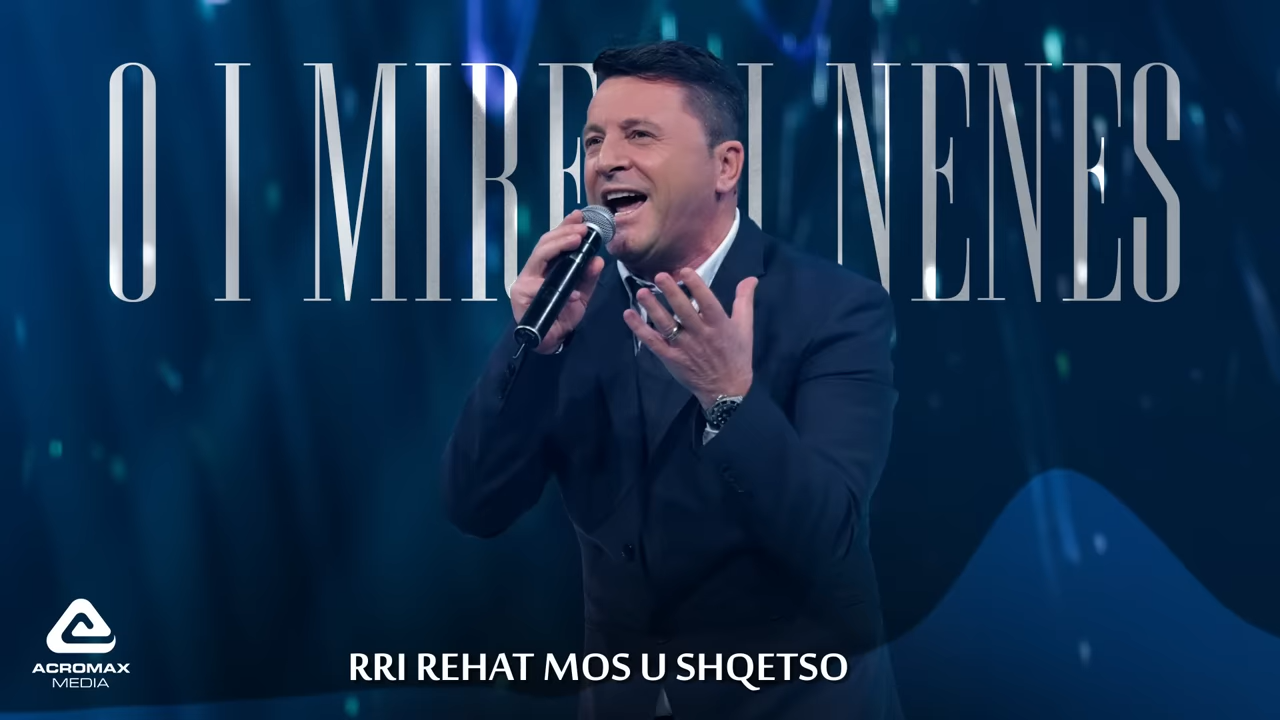 O I MIRE I NENES
RRI REHAT MOS U SHQETSO
ACROMAX
MEDIA